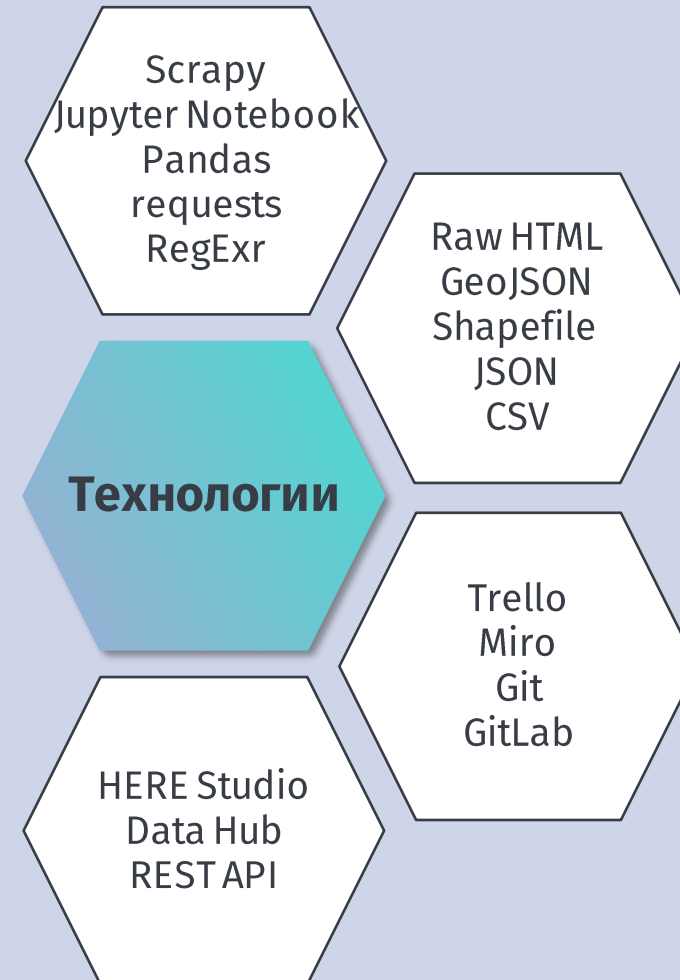 Scrapy
Jupyter Notebook
Pandas
requests
RegExr
Raw HTML
GeoJSON
Shapefile
JSON
CSV
Технологии
Trello
Miro
Git
GitLab
HERE Studio
Data Hub
REST API